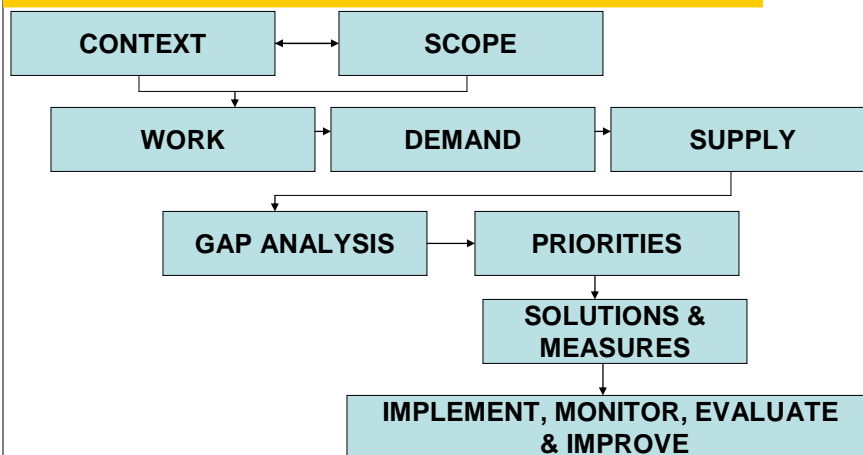 CONTEXT
SCOPE
WORK
DEMAND
SUPPLY
GAP ANALYSIS
PRIORITIES
SOLUTIONS &
MEASURES
IMPLEMENT, MONITOR, EVALUATE
& IMPROVE